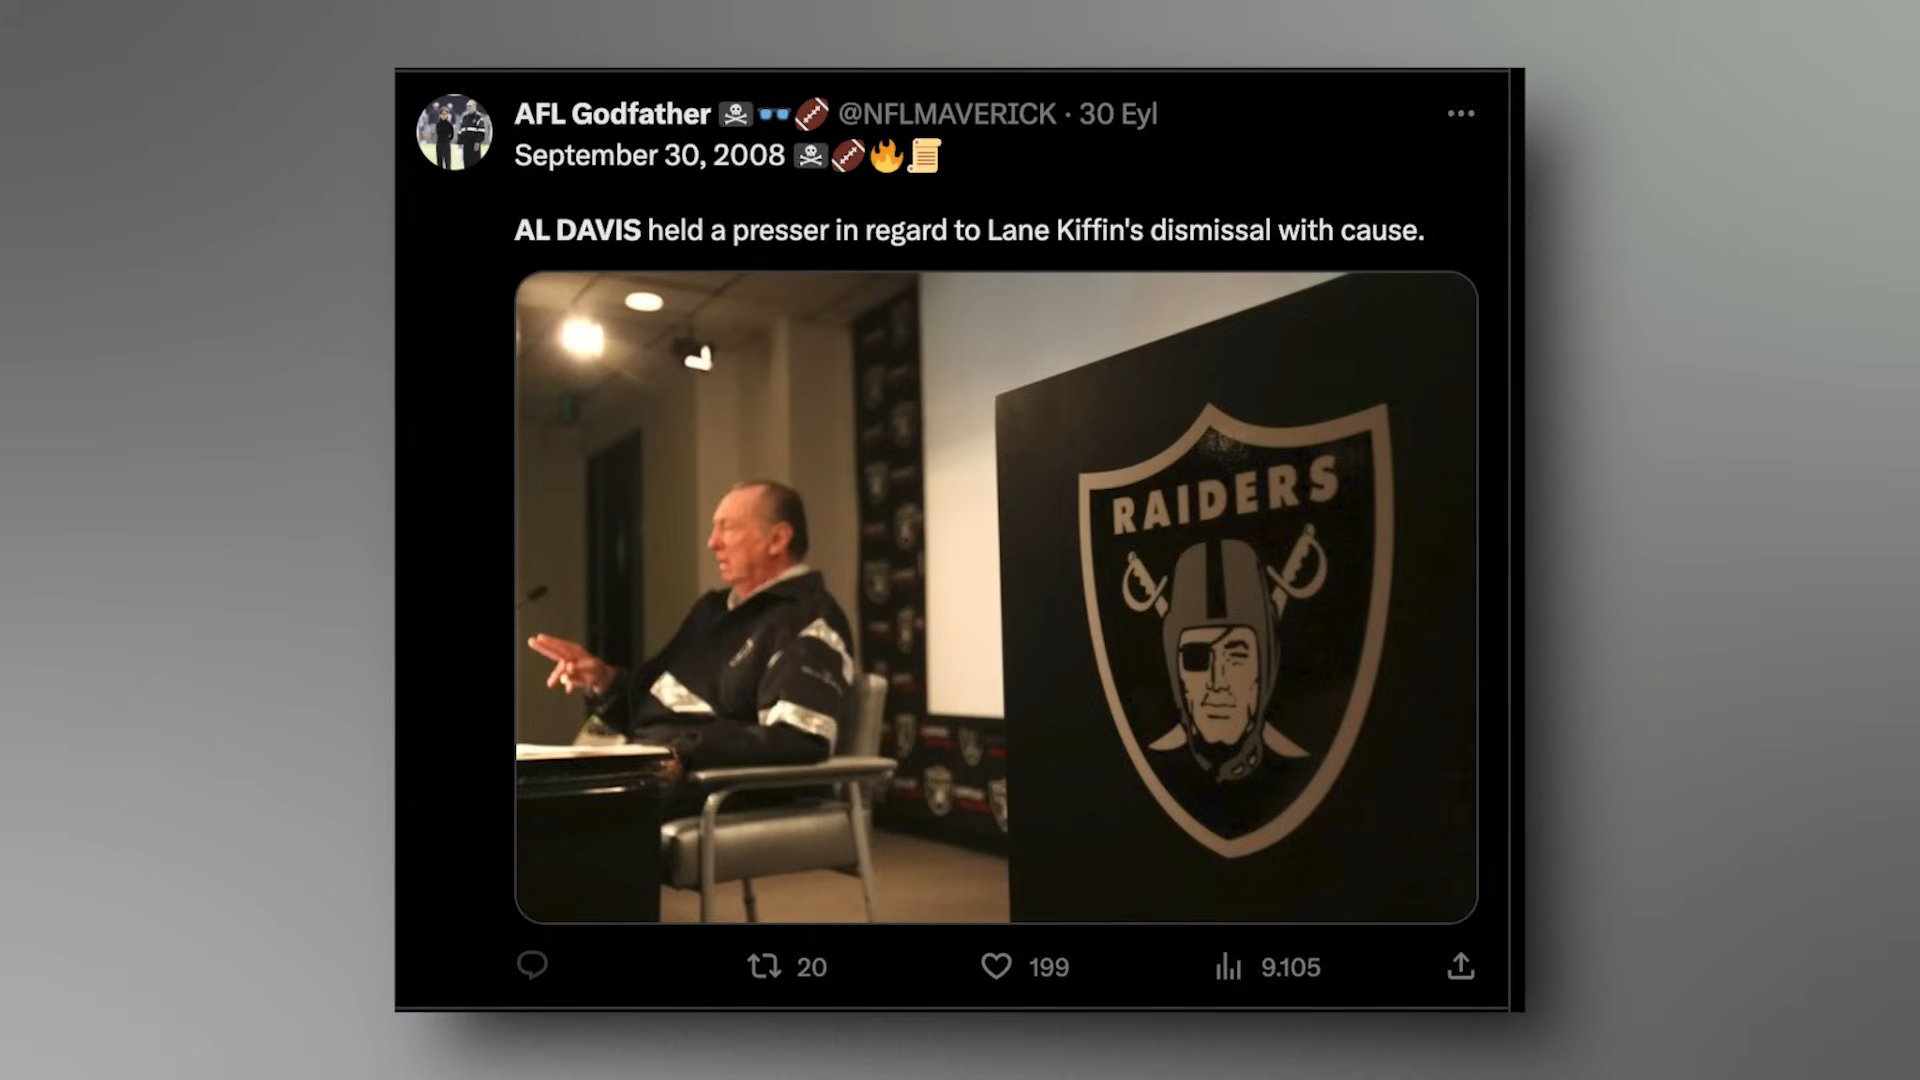 AFL Godfather 🏴‍☠️🕶️🏈 @NFLMAVERICK · 30 Eyl
September 30, 2008 🏴‍☠️🏈🔥📜
AL DAVIS held a presser in regard to Lane Kiffin's dismissal with cause.
RAIDERS
20
199
9.105